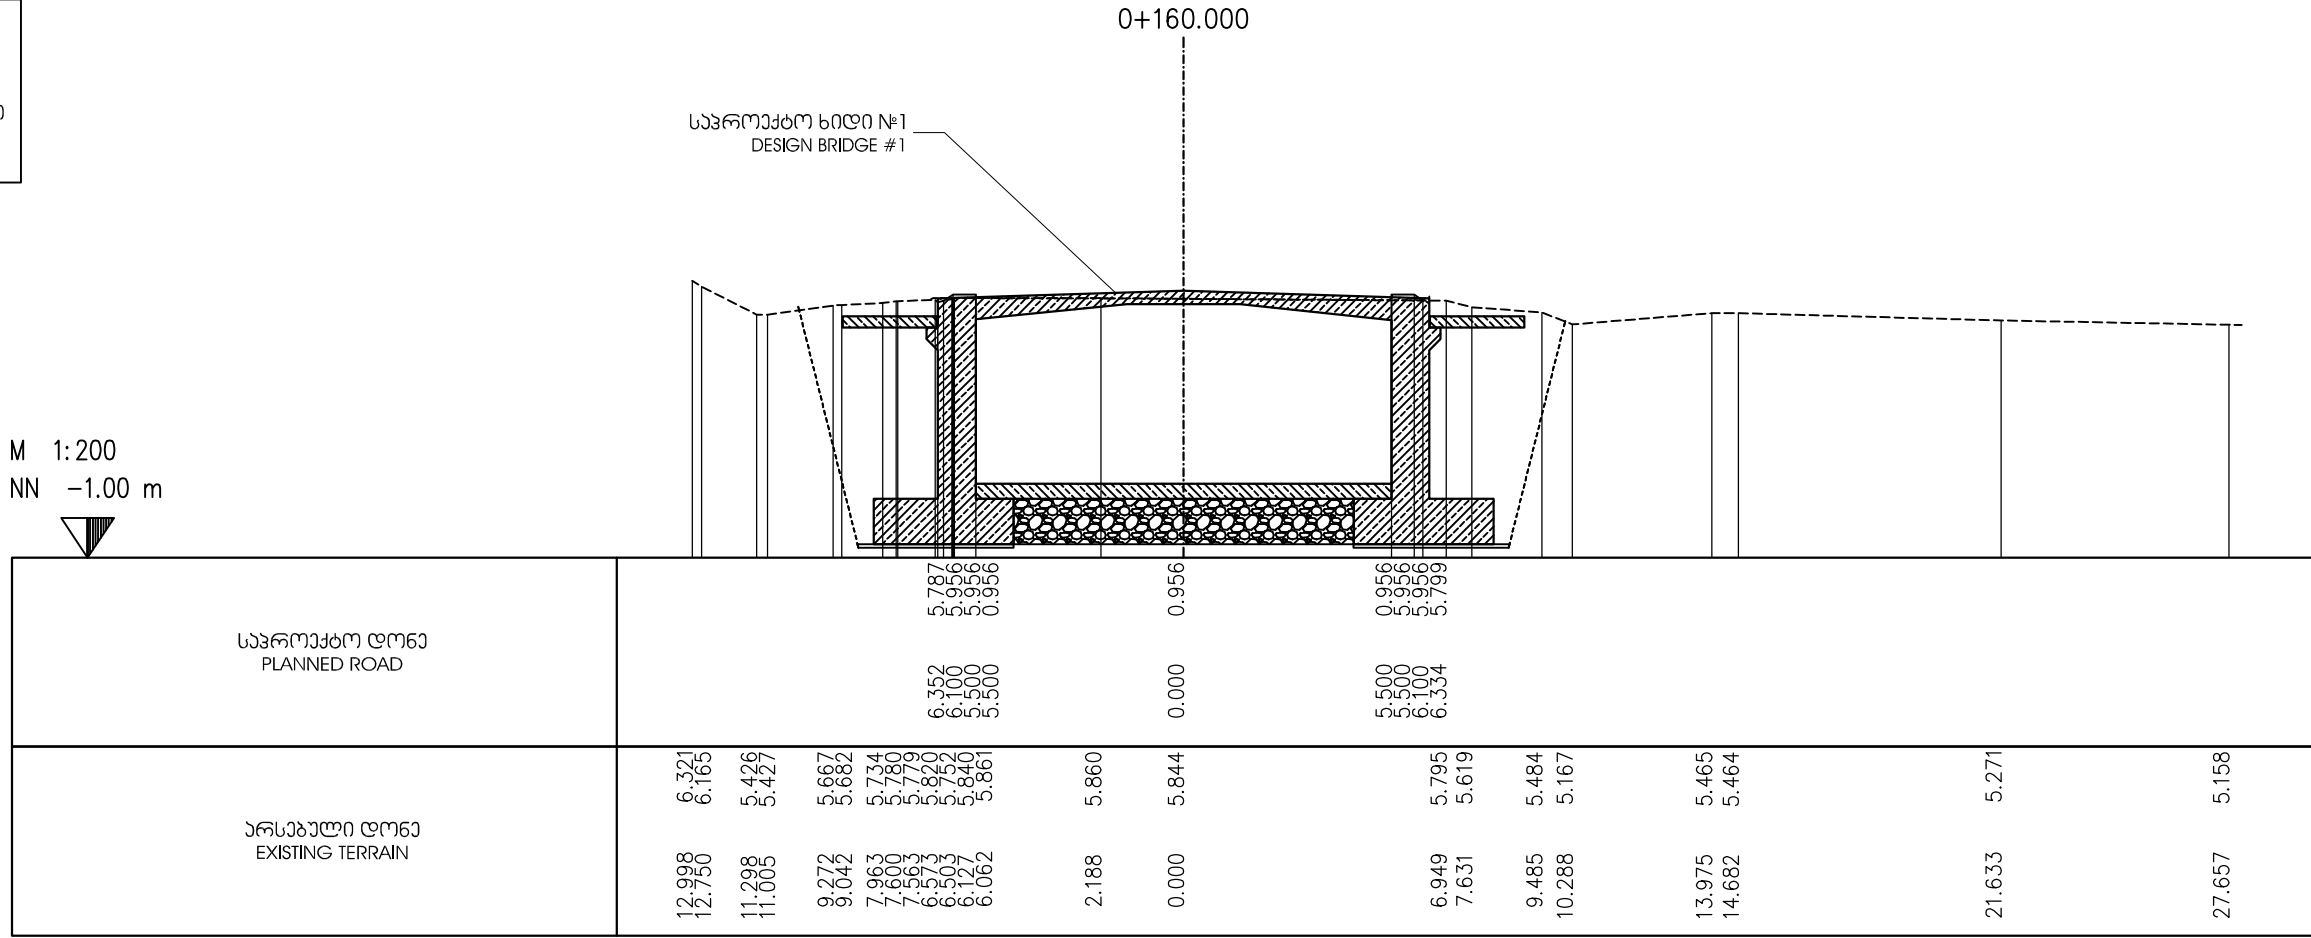 0+160.000
საპროექტო ხიდი №1
DESIGN BRIDGE #1
M 1:200
NN -1.00 m
საპროექტო დონე
PLANNED ROAD
5.787 5.956 5.956 0.956 0.956 0.956 5.956 5.956 5.799
6.352 6.100 5.500 5.500 0.000 5.500 5.500 6.100 6.334
არსებული დონე
EXISTING TERRAIN
6.321 6.165 5.426 5.427 5.667 5.682 5.734 5.780 5.779 5.820 5.752 5.840 5.861 5.860 5.844 5.795 5.619 5.484 5.167 5.465 5.464 5.271 5.158
12.998 12.750 11.298 11.005 9.272 9.042 7.963 7.600 7.563 6.573 6.503 6.127 6.062 2.188 0.000 6.949 7.631 9.485 10.288 13.975 14.682 21.633 27.657